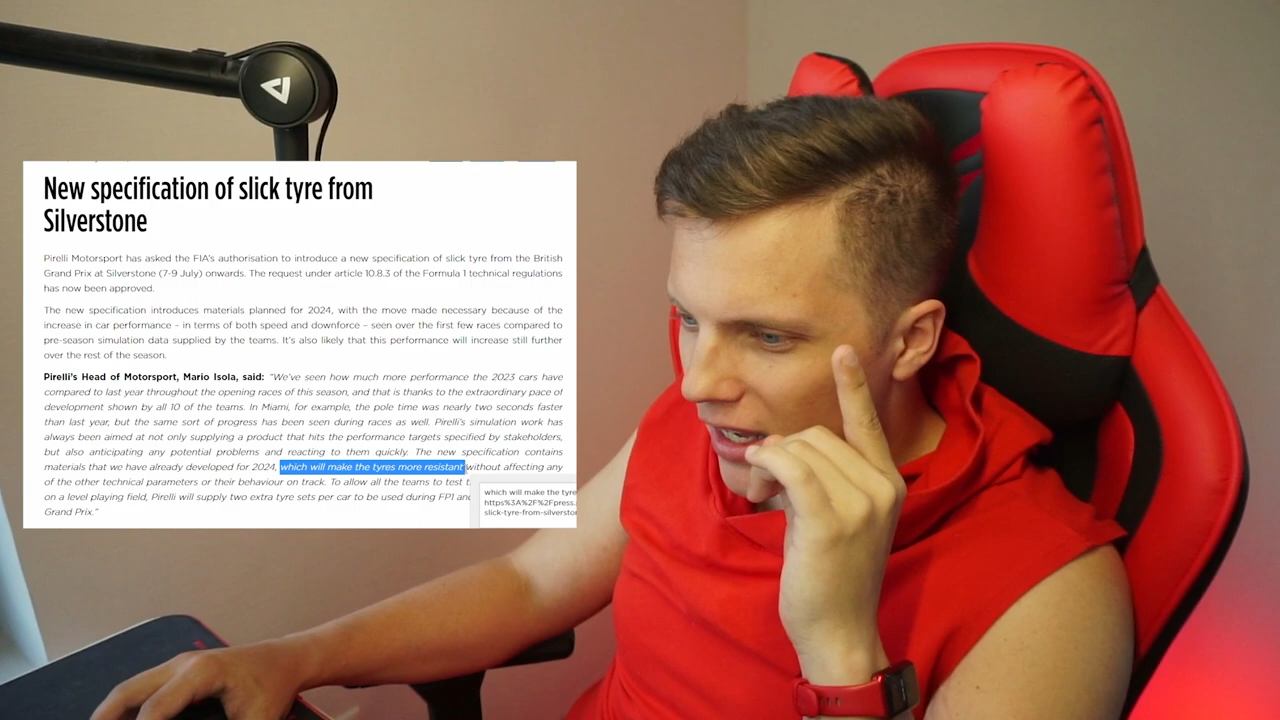 New specification of slick tyre from
Silverstone
Pirelli Motorsport has asked the FIA's authorisation to introduce a new specification of slick tyre from the British
Grand Prix at Silverstone (7-9 July) onwards. The request under article 10.8.3 of the Formula 1 technical regulations
has now been approved.
The new specification introduces materials planned for 2024, with the move made necessary because of the
increase in car performance – in terms of both speed and downforce – seen over the first few races compared to
pre-season simulation data supplied by the teams. It's also likely that this performance will increase still further
over the rest of the season.
Pirelli's Head of Motorsport, Mario Isola, said: "We've seen how much more performance the 2023 cars have
compared to last year throughout the opening races of this season, and that is thanks to the extraordinary pace of
development shown by all 10 of the teams. In Miami, for example, the pole time was nearly two seconds faster
than last year, but the same sort of progress has been seen during races as well. Pirelli's simulation work has
always been aimed at not only supplying a product that hits the performance targets specified by stakeholders,
but also anticipating any potential problems and reacting to them quickly. The new specification contains
materials that we have already developed for 2024, which will make the tyres more resistant without affecting any
of the other technical parameters or their behaviour on track. To allow all the teams to test t
on a level playing field, Pirelli will supply two extra tyre sets per car to be used during FP1 and
Grand Prix."
which will make the tyre
https%3A%2F%2Fpress.
slick-tyre-from-silversto